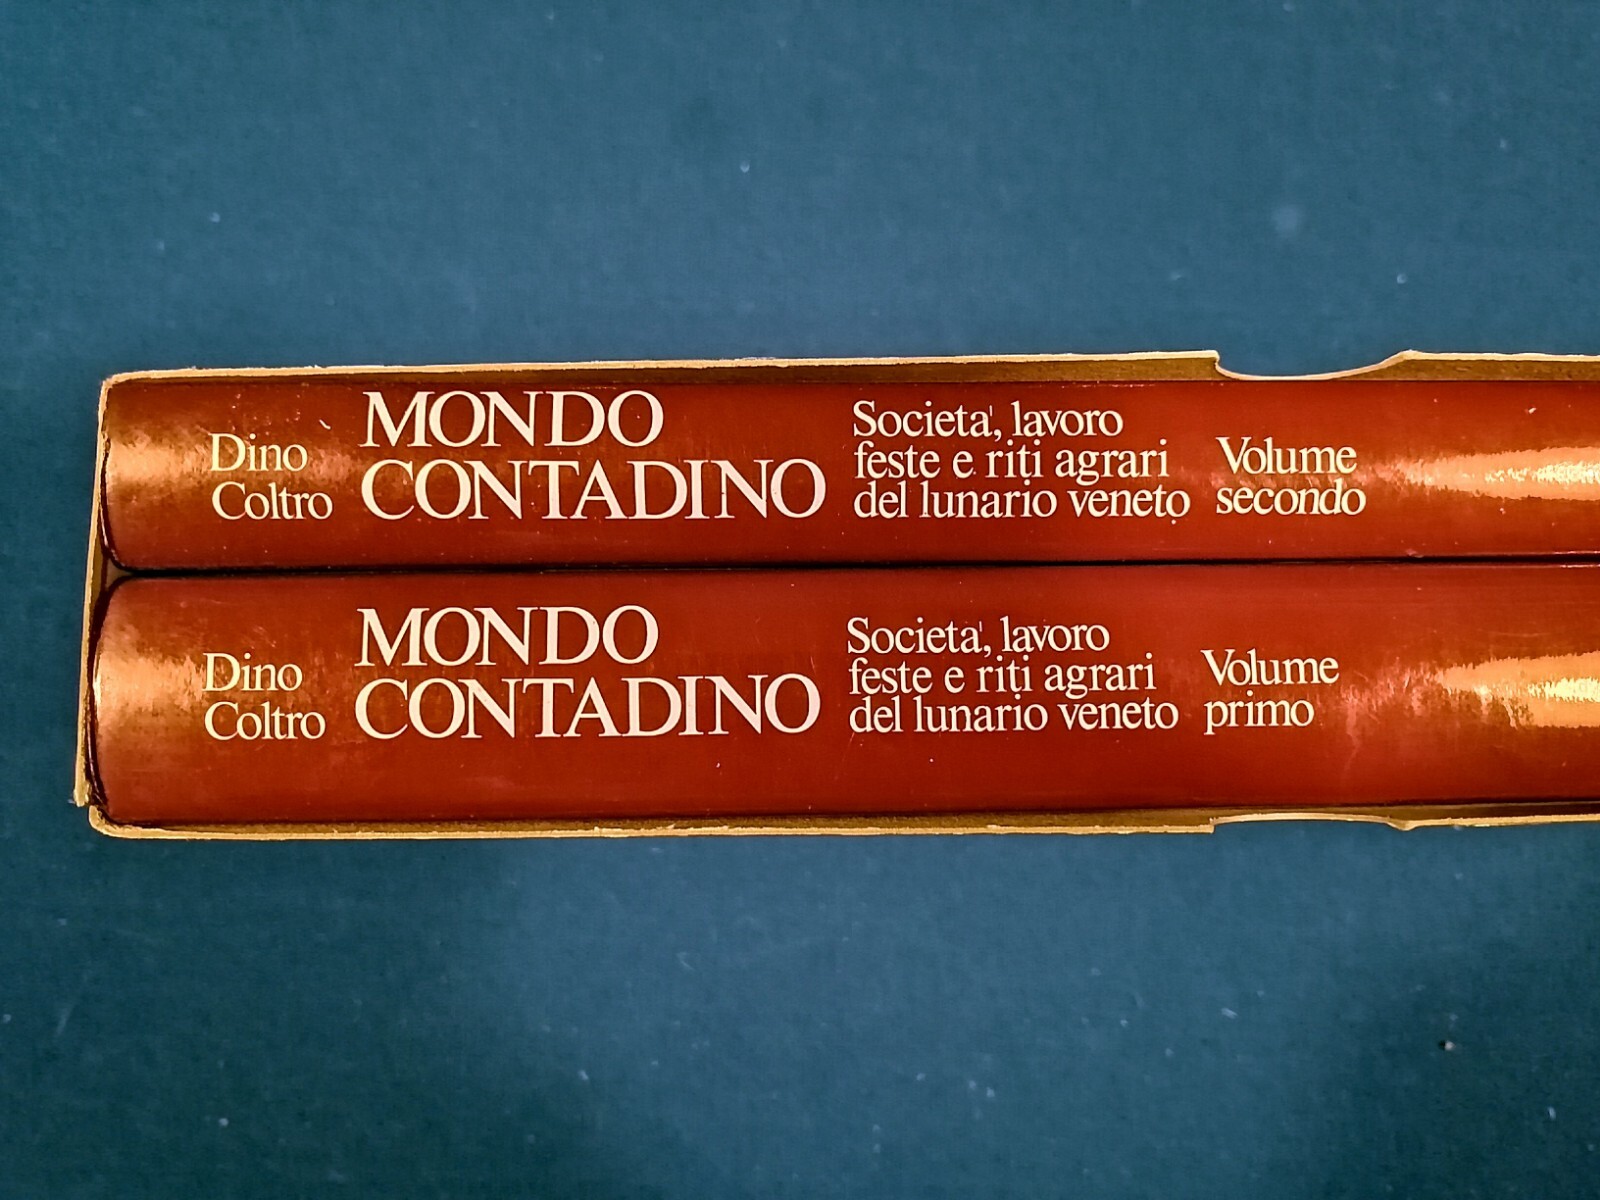 Dino
Coltro
MONDO
CONTADINO
Societa', lavoro
feste e riti agrari
del lunario veneto
Volume
secondo
Dino
Coltro
MONDO
CONTADINO
Societa', lavoro
feste e riti agrari
del lunario veneto
Volume
primo